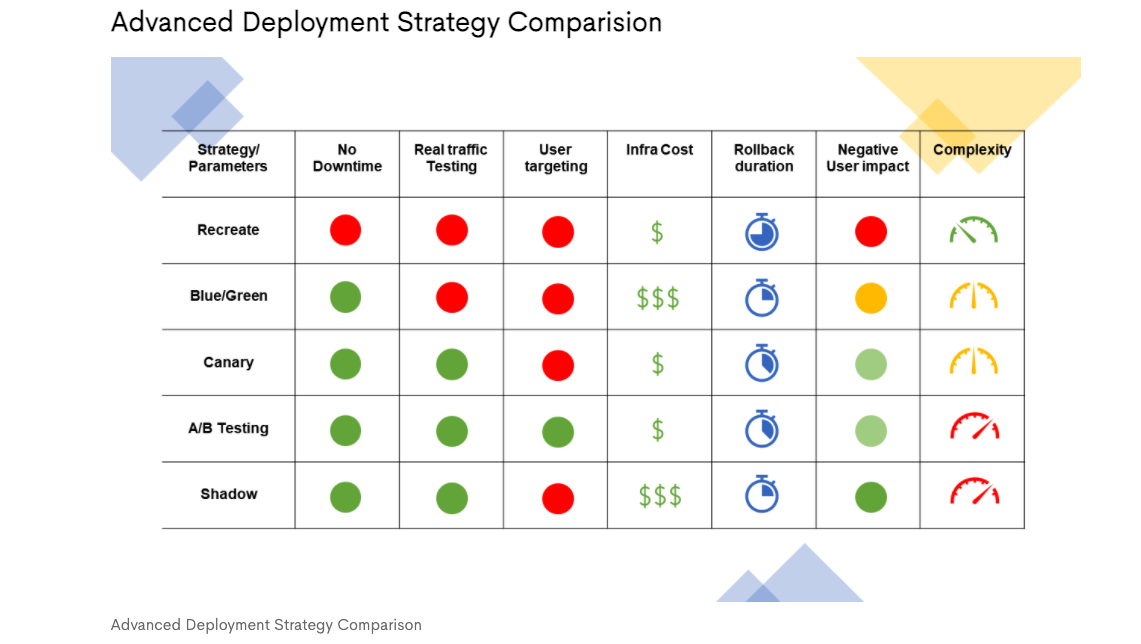 Advanced Deployment Strategy Comparision
Strategy/
Parameters
No
Downtime
Real traffic
Testing
User
targeting
Infra Cost
Rollback
duration
Negative
User impact
Complexity
Recreate
$
Blue/Green
$$$
Canary
$
A/B Testing
$
Shadow
$$$
Advanced Deployment Strategy Comparison